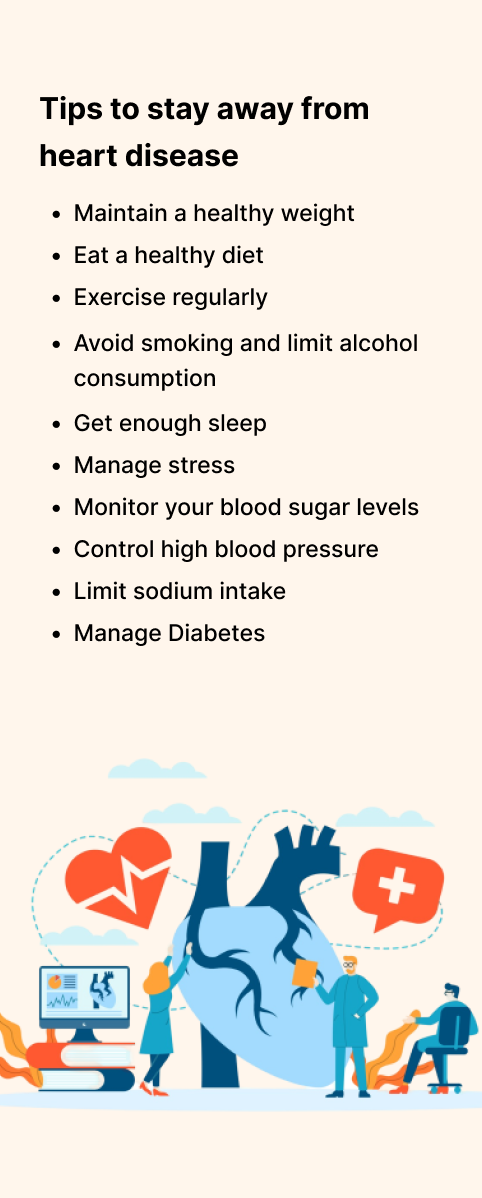 Tips to stay away from
heart disease
• Maintain a healthy weight
• Eat a healthy diet
• Exercise regularly
• Avoid smoking and limit alcohol
consumption
• Get enough sleep
• Manage stress
• Monitor your blood sugar levels
• Control high blood pressure
• Limit sodium intake
• Manage Diabetes